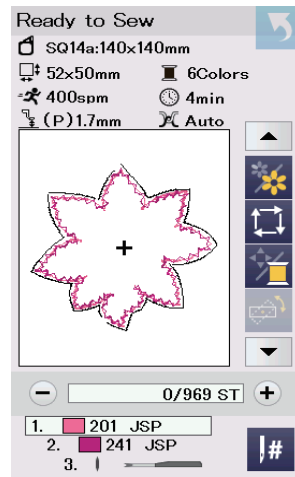 Ready to Sew
SQ14a:140x140mm
52x50mm 6Colors
400spm 4min
(P)1.7mm Auto
0/969 ST
1. 201 JSP
2. 241 JSP
3.
#